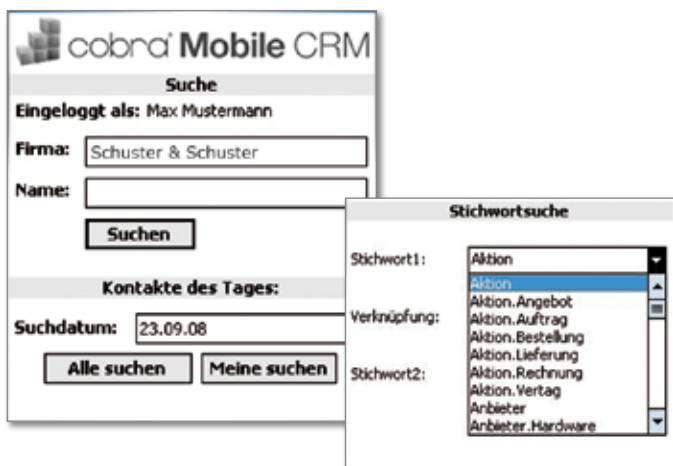 cobra Mobile CRM
Suche
Eingeloggt als: Max Mustermann
Firma: Schuster & Schuster
Name:
Suchen
Kontakte des Tages:
Suchdatum: 23.09.08
Alle suchen Meine suchen
Stichwortsuche
Stichwort1: Aktion
Aktion
Aktion.Angebot
Verknüpfung: Aktion.Auftrag
Aktion.Bestellung
Aktion.Lieferung
Stichwort2: Aktion.Rechnung
Aktion.Vertag
Anbieter
Anbieter.Hardware